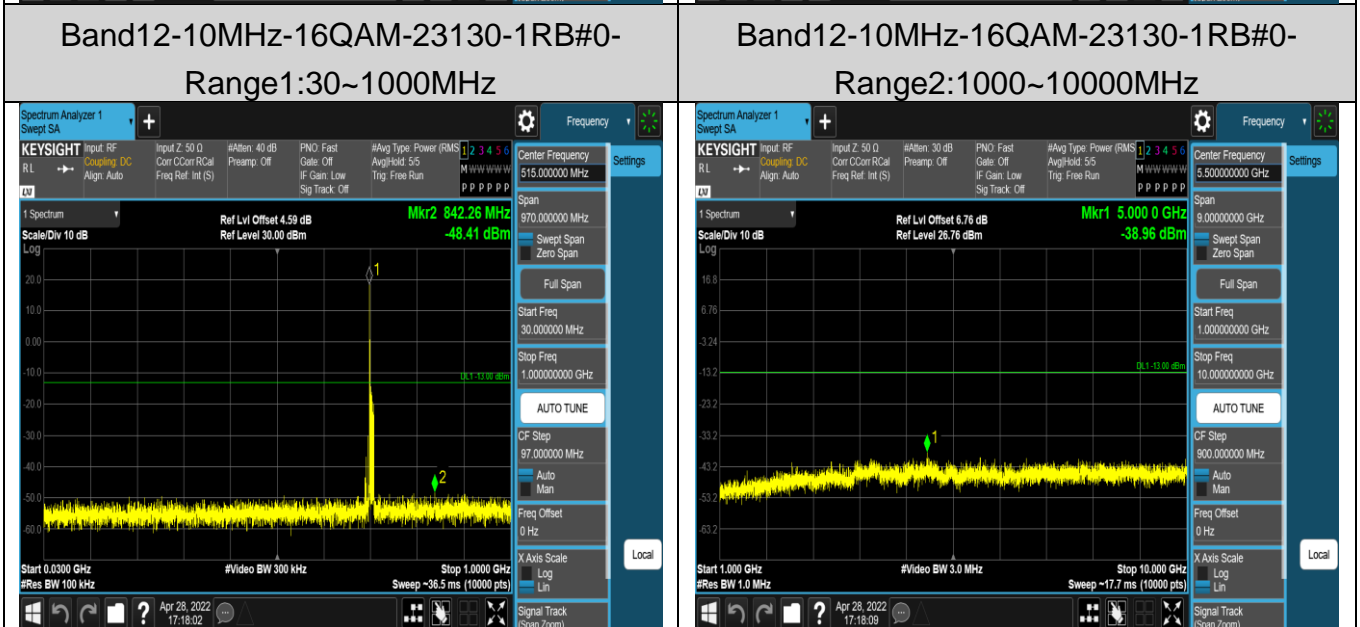 Band12-10MHz-16QAM-23130-1RB#0-
Range1:30~1000MHz
Spectrum Analyzer 1
Swept SA
+
Frequency
KEYSIGHT
R L
LXI
Input: RF
Coupling: DC
Align: Auto
Input Z: 50 Ω
Corr CCorr RCal
Freq Ref: Int (S)
#Atten: 40 dB
Preamp: Off
PNO: Fast
Gate: Off
IF Gain: Low
Sig Track: Off
#Avg Type: Power (RMS
Avg|Hold: 5/5
Trig: Free Run
1 2 3 4 5 6
M W W W W W
P P P P P P
Center Frequency
515.000000 MHz
Settings
1 Spectrum
Scale/Div 10 dB
Log
Ref Lvl Offset 4.59 dB
Ref Level 30.00 dBm
Mkr2 842.26 MHz
-48.41 dBm
Span
970.000000 MHz
Swept Span
Zero Span
Full Span
Start Freq
30.000000 MHz
Stop Freq
1.000000000 GHz
AUTO TUNE
CF Step
97.000000 MHz
Auto
Man
Freq Offset
0 Hz
X Axis Scale
Log
Lin
Signal Track
(Span Zoom)
Local
20.0
10.0
0.00
-10.0
-20.0
-30.0
-40.0
-50.0
-60.0
1
2
DL1 -13.00 dBm
Start 0.0300 GHz
#Res BW 100 kHz
#Video BW 300 kHz
Stop 1.0000 GHz
Sweep ~36.5 ms (10000 pts)
?
Apr 28, 2022
17:18:02
Band12-10MHz-16QAM-23130-1RB#0-
Range2:1000~10000MHz
Spectrum Analyzer 1
Swept SA
+
Frequency
KEYSIGHT
R L
LXI
Input: RF
Coupling: DC
Align: Auto
Input Z: 50 Ω
Corr CCorr RCal
Freq Ref: Int (S)
#Atten: 30 dB
Preamp: Off
PNO: Fast
Gate: Off
IF Gain: Low
Sig Track: Off
#Avg Type: Power (RMS
Avg|Hold: 5/5
Trig: Free Run
1 2 3 4 5 6
M W W W W W
P P P P P P
Center Frequency
5.500000000 GHz
Settings
1 Spectrum
Scale/Div 10 dB
Log
Ref Lvl Offset 6.76 dB
Ref Level 26.76 dBm
Mkr1 5.000 0 GHz
-38.96 dBm
Span
9.00000000 GHz
Swept Span
Zero Span
Full Span
Start Freq
1.000000000 GHz
Stop Freq
10.000000000 GHz
AUTO TUNE
CF Step
900.000000 MHz
Auto
Man
Freq Offset
0 Hz
X Axis Scale
Log
Lin
Signal Track
(Span Zoom)
Local
16.8
6.76
-3.24
-13.2
-23.2
-33.2
-43.2
-53.2
-63.2
1
DL1 -13.00 dBm
Start 1.000 GHz
#Res BW 1.0 MHz
#Video BW 3.0 MHz
Stop 10.000 GHz
Sweep ~17.7 ms (10000 pts)
?
Apr 28, 2022
17:18:09